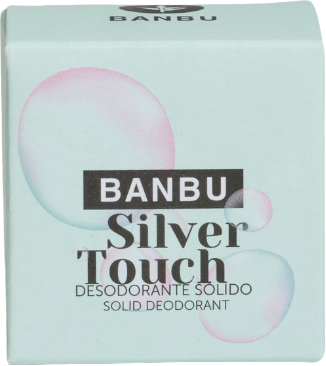 BANBU
BANBU
Silver
Touch
DESODORANTE SÓLIDO
SOLID DEODORANT